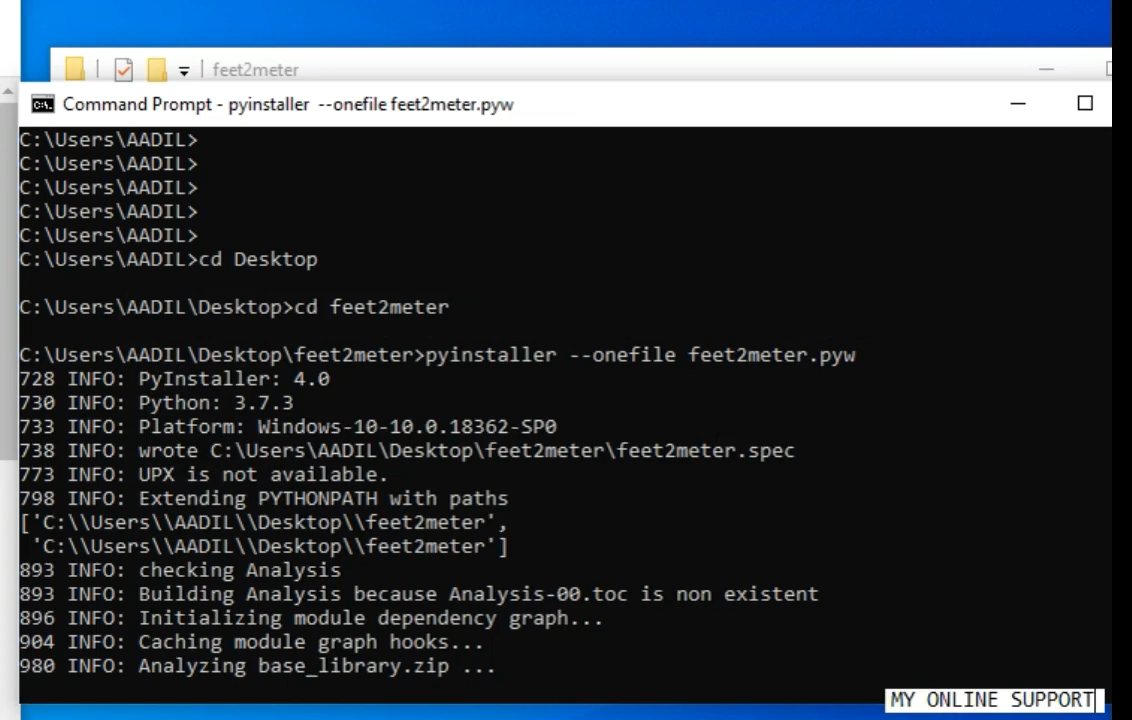 feet2meter
Command Prompt - pyinstaller --onefile feet2meter.pyw
C:\Users\AADIL>
C:\Users\AADIL>
C:\Users\AADIL>
C:\Users\AADIL>
C:\Users\AADIL>
C:\Users\AADIL>cd Desktop
C:\Users\AADIL\Desktop>cd feet2meter
C:\Users\AADIL\Desktop\feet2meter>pyinstaller --onefile feet2meter.pyw
728 INFO: PyInstaller: 4.0
730 INFO: Python: 3.7.3
733 INFO: Platform: Windows-10-10.0.18362-SP0
738 INFO: wrote C:\Users\AADIL\Desktop\feet2meter\feet2meter.spec
773 INFO: UPX is not available.
798 INFO: Extending PYTHONPATH with paths
['C:\\Users\\AADIL\\Desktop\\feet2meter',
 'C:\\Users\\AADIL\\Desktop\\feet2meter']
893 INFO: checking Analysis
893 INFO: Building Analysis because Analysis-00.toc is non existent
896 INFO: Initializing module dependency graph...
904 INFO: Caching module graph hooks...
980 INFO: Analyzing base_library.zip ...
MY ONLINE SUPPORT